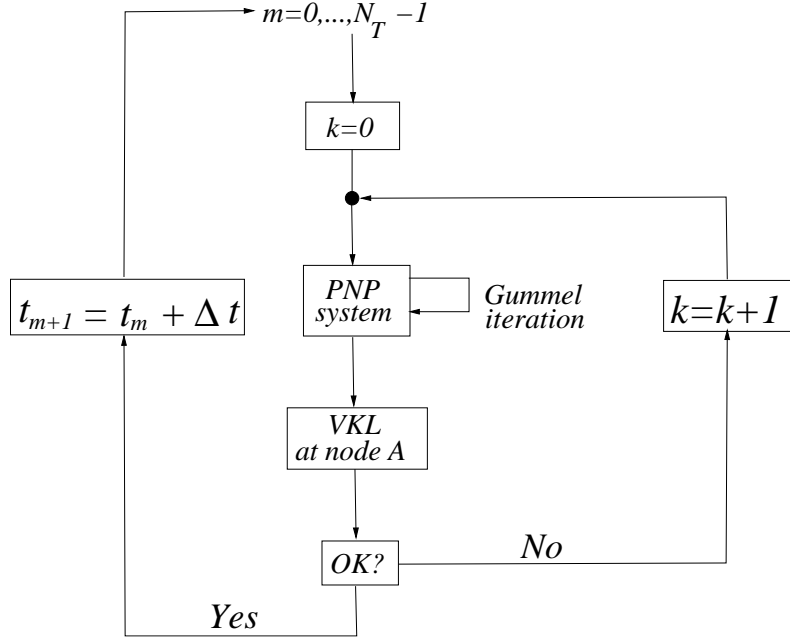 m=0,...,N_T −1
k=0
PNP
system
Gummel
iteration
t_{m+1} = t_m + Δ t
k=k+1
VKL
at node A
OK?
No
Yes